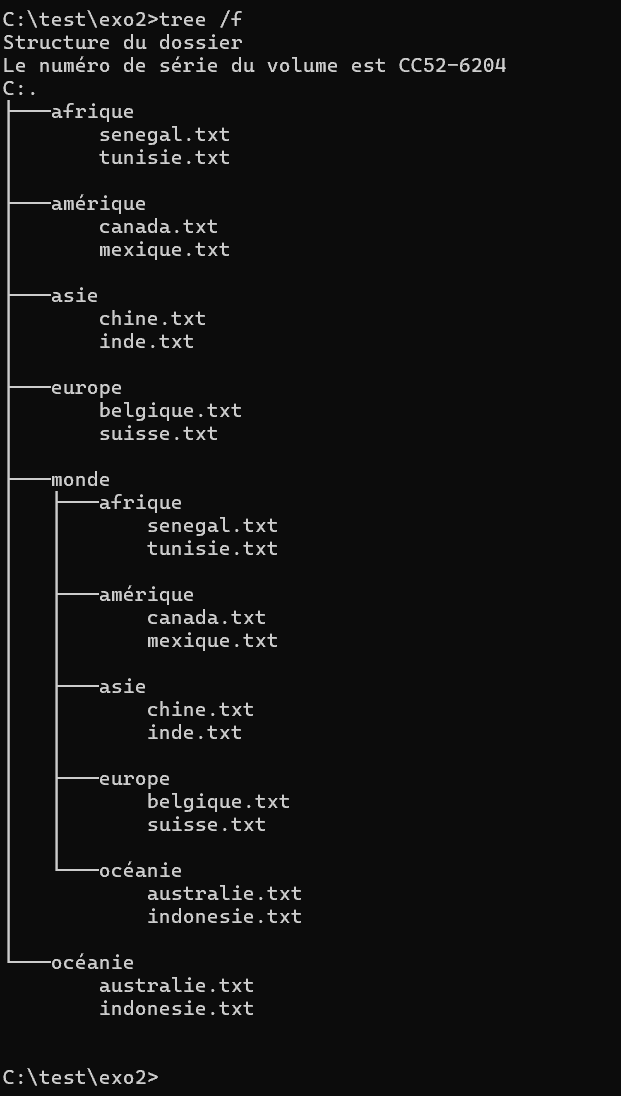 C:\test\exo2>tree /f
Structure du dossier
Le numéro de série du volume est CC52-6204
C:.
├───afrique
│       senegal.txt
│       tunisie.txt
│
├───amérique
│       canada.txt
│       mexique.txt
│
├───asie
│       chine.txt
│       inde.txt
│
├───europe
│       belgique.txt
│       suisse.txt
│
├───monde
│   ├───afrique
│   │       senegal.txt
│   │       tunisie.txt
│   │
│   ├───amérique
│   │       canada.txt
│   │       mexique.txt
│   │
│   ├───asie
│   │       chine.txt
│   │       inde.txt
│   │
│   ├───europe
│   │       belgique.txt
│   │       suisse.txt
│   │
│   └───océanie
│           australie.txt
│           indonesie.txt
│
└───océanie
        australie.txt
        indonesie.txt

C:\test\exo2>